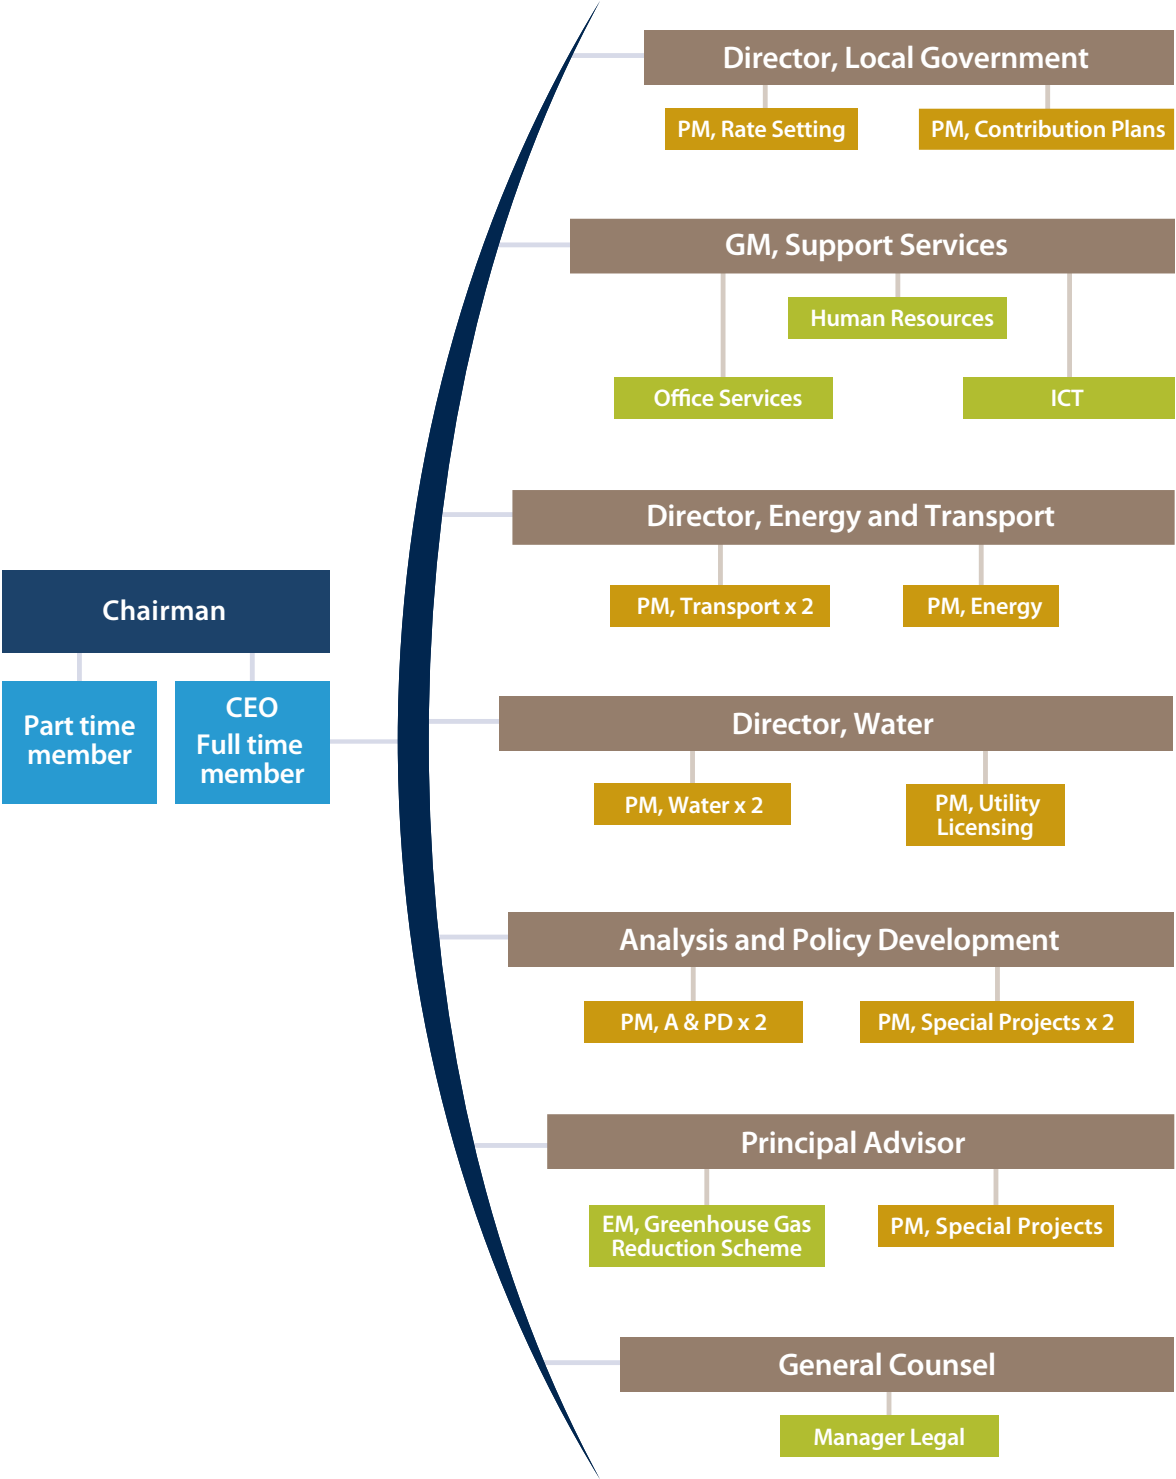 Chairman
Part time
member
CEO
Full time
member
Director, Local Government
PM, Rate Setting
PM, Contribution Plans
GM, Support Services
Human Resources
Office Services
ICT
Director, Energy and Transport
PM, Transport x 2
PM, Energy
Director, Water
PM, Water x 2
PM, Utility
Licensing
Analysis and Policy Development
PM, A & PD x 2
PM, Special Projects x 2
Principal Advisor
EM, Greenhouse Gas
Reduction Scheme
PM, Special Projects
General Counsel
Manager Legal